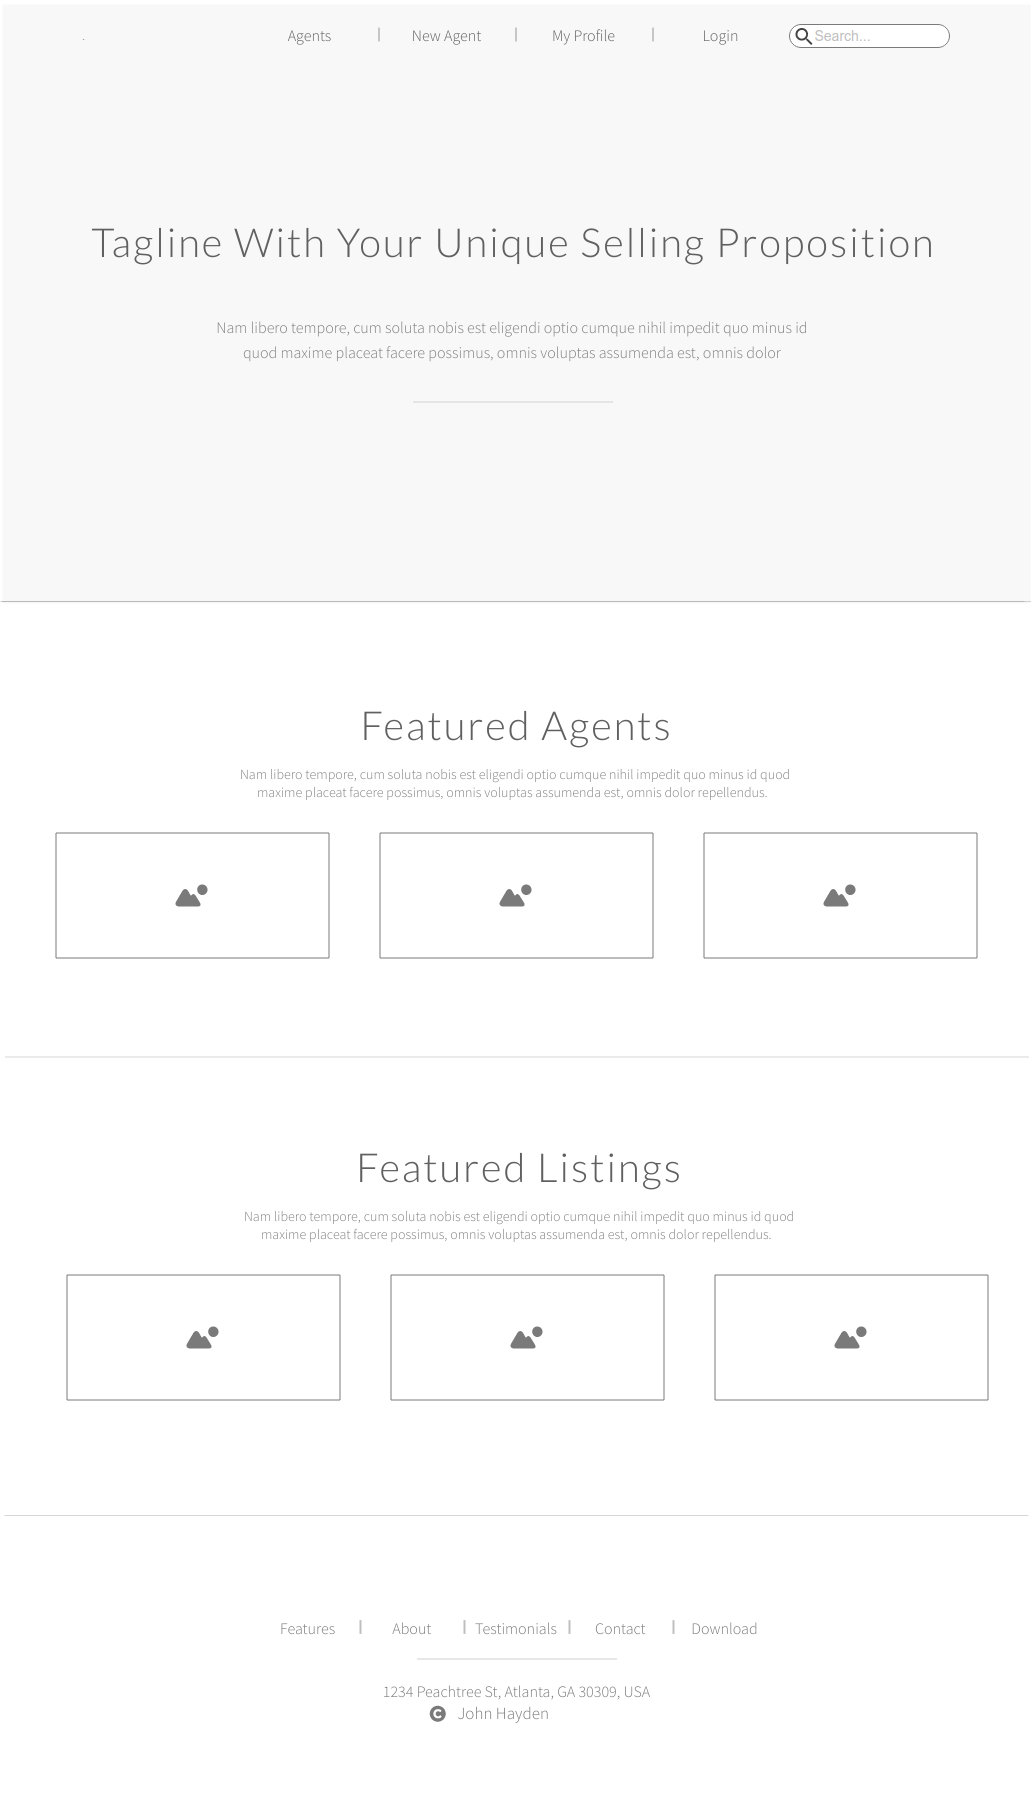 Agents | New Agent | My Profile | Login Search...
Tagline With Your Unique Selling Proposition
Nam libero tempore, cum soluta nobis est eligendi optio cumque nihil impedit quo minus id
quod maxime placeat facere possimus, omnis voluptas assumenda est, omnis dolor
Featured Agents
Nam libero tempore, cum soluta nobis est eligendi optio cumque nihil impedit quo minus id quod
maxime placeat facere possimus, omnis voluptas assumenda est, omnis dolor repellendus.
Featured Listings
Nam libero tempore, cum soluta nobis est eligendi optio cumque nihil impedit quo minus id quod
maxime placeat facere possimus, omnis voluptas assumenda est, omnis dolor repellendus.
Features | About | Testimonials | Contact | Download
1234 Peachtree St, Atlanta, GA 30309, USA
© John Hayden